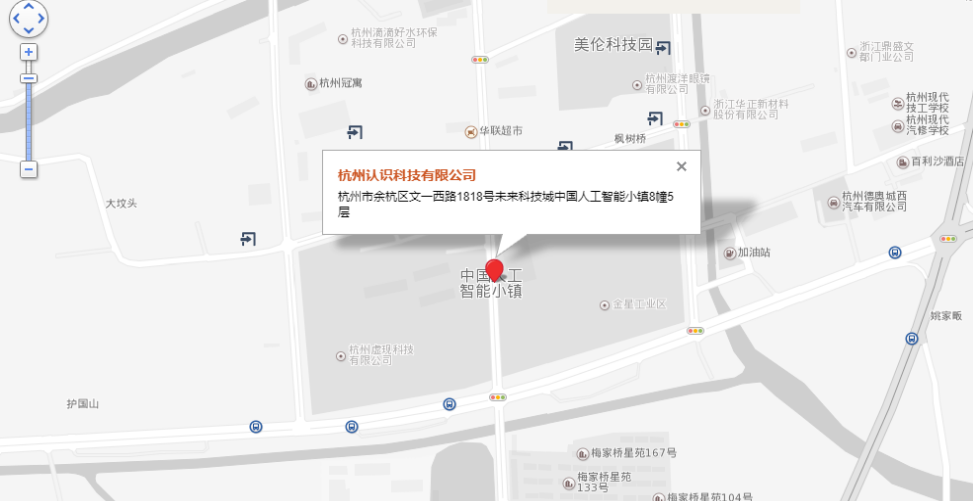 杭州滴滴好水环保
科技有限公司
美伦科技园
浙江鼎盛文
都门业公司
杭州冠寓
杭州渡洋眼镜
有限公司
浙江华正新材料
股份有限公司
杭州现代
技工学校
杭州现代
汽修学校
华联超市
枫树桥
百利沙酒店
杭州认识科技有限公司
杭州市余杭区文一西路1818号未来科技城中国人工智能小镇8幢5
层
大坟头
杭州德奥城西
汽车有限公司
加油站
中国人工
智能小镇
金星工业区
姚家畈
杭州虚现科技
有限公司
护国山
梅家桥星苑167号
梅家桥星苑
133号
梅家桥星苑104号